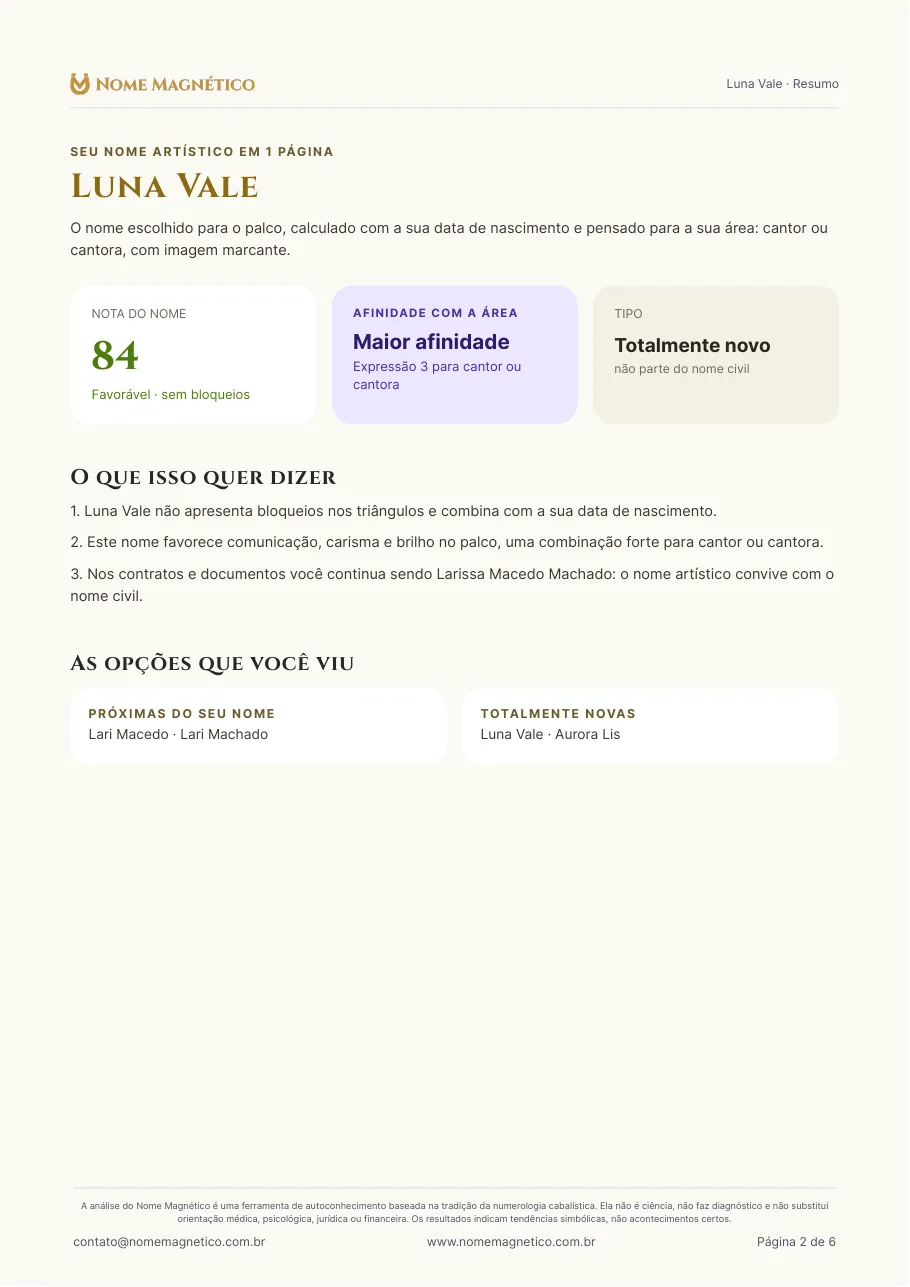 Nome Magnético
Luna Vale · Resumo
SEU NOME ARTÍSTICO EM 1 PÁGINA
Luna Vale
O nome escolhido para o palco, calculado com a sua data de nascimento e pensado para a sua área: cantor ou
cantora, com imagem marcante.
NOTA DO NOME
84
Favorável · sem bloqueios
AFINIDADE COM A ÁREA
Maior afinidade
Expressão 3 para cantor ou
cantora
TIPO
Totalmente novo
não parte do nome civil
O que isso quer dizer
1. Luna Vale não apresenta bloqueios nos triângulos e combina com a sua data de nascimento.
2. Este nome favorece comunicação, carisma e brilho no palco, uma combinação forte para cantor ou cantora.
3. Nos contratos e documentos você continua sendo Larissa Macedo Machado: o nome artístico convive com o
nome civil.
As opções que você viu
PRÓXIMAS DO SEU NOME
Lari Macedo · Lari Machado
TOTALMENTE NOVAS
Luna Vale · Aurora Lis
A análise do Nome Magnético é uma ferramenta de autoconhecimento baseada na tradição da numerologia cabalística. Ela não é ciência, não faz diagnóstico e não substitui
orientação médica, psicológica, jurídica ou financeira. Os resultados indicam tendências simbólicas, não acontecimentos certos.
contato@nomemagnetico.com.br
www.nomemagnetico.com.br
Página 2 de 6